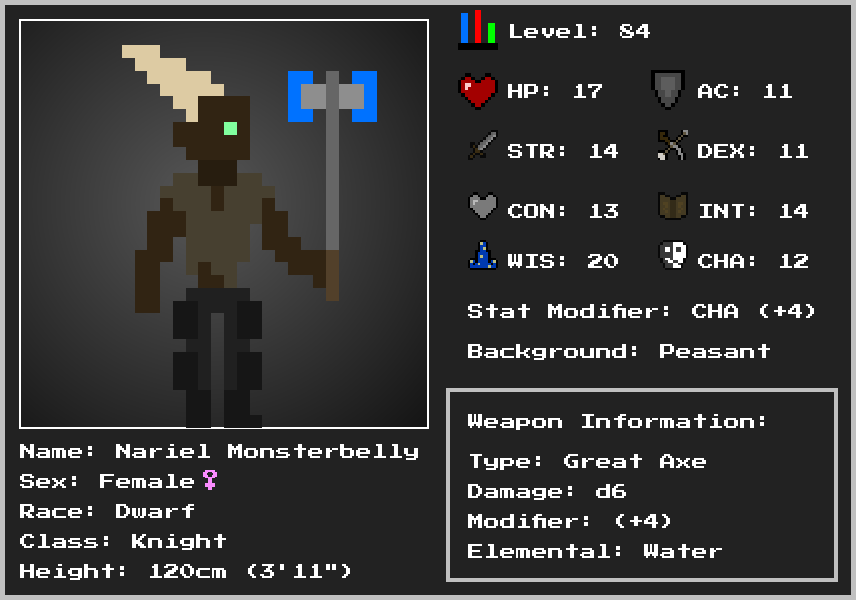 Level: 84
HP: 17
AC: 11
STR: 14
DEX: 11
CON: 13
INT: 14
WIS: 20
CHA: 12
Stat Modifier: CHA (+4)
Background: Peasant
Weapon Information:
Type: Great Axe
Damage: d6
Modifier: (+4)
Elemental: Water
Name: Nariel Monsterbelly
Sex: Female♀
Race: Dwarf
Class: Knight
Height: 120cm (3'11")